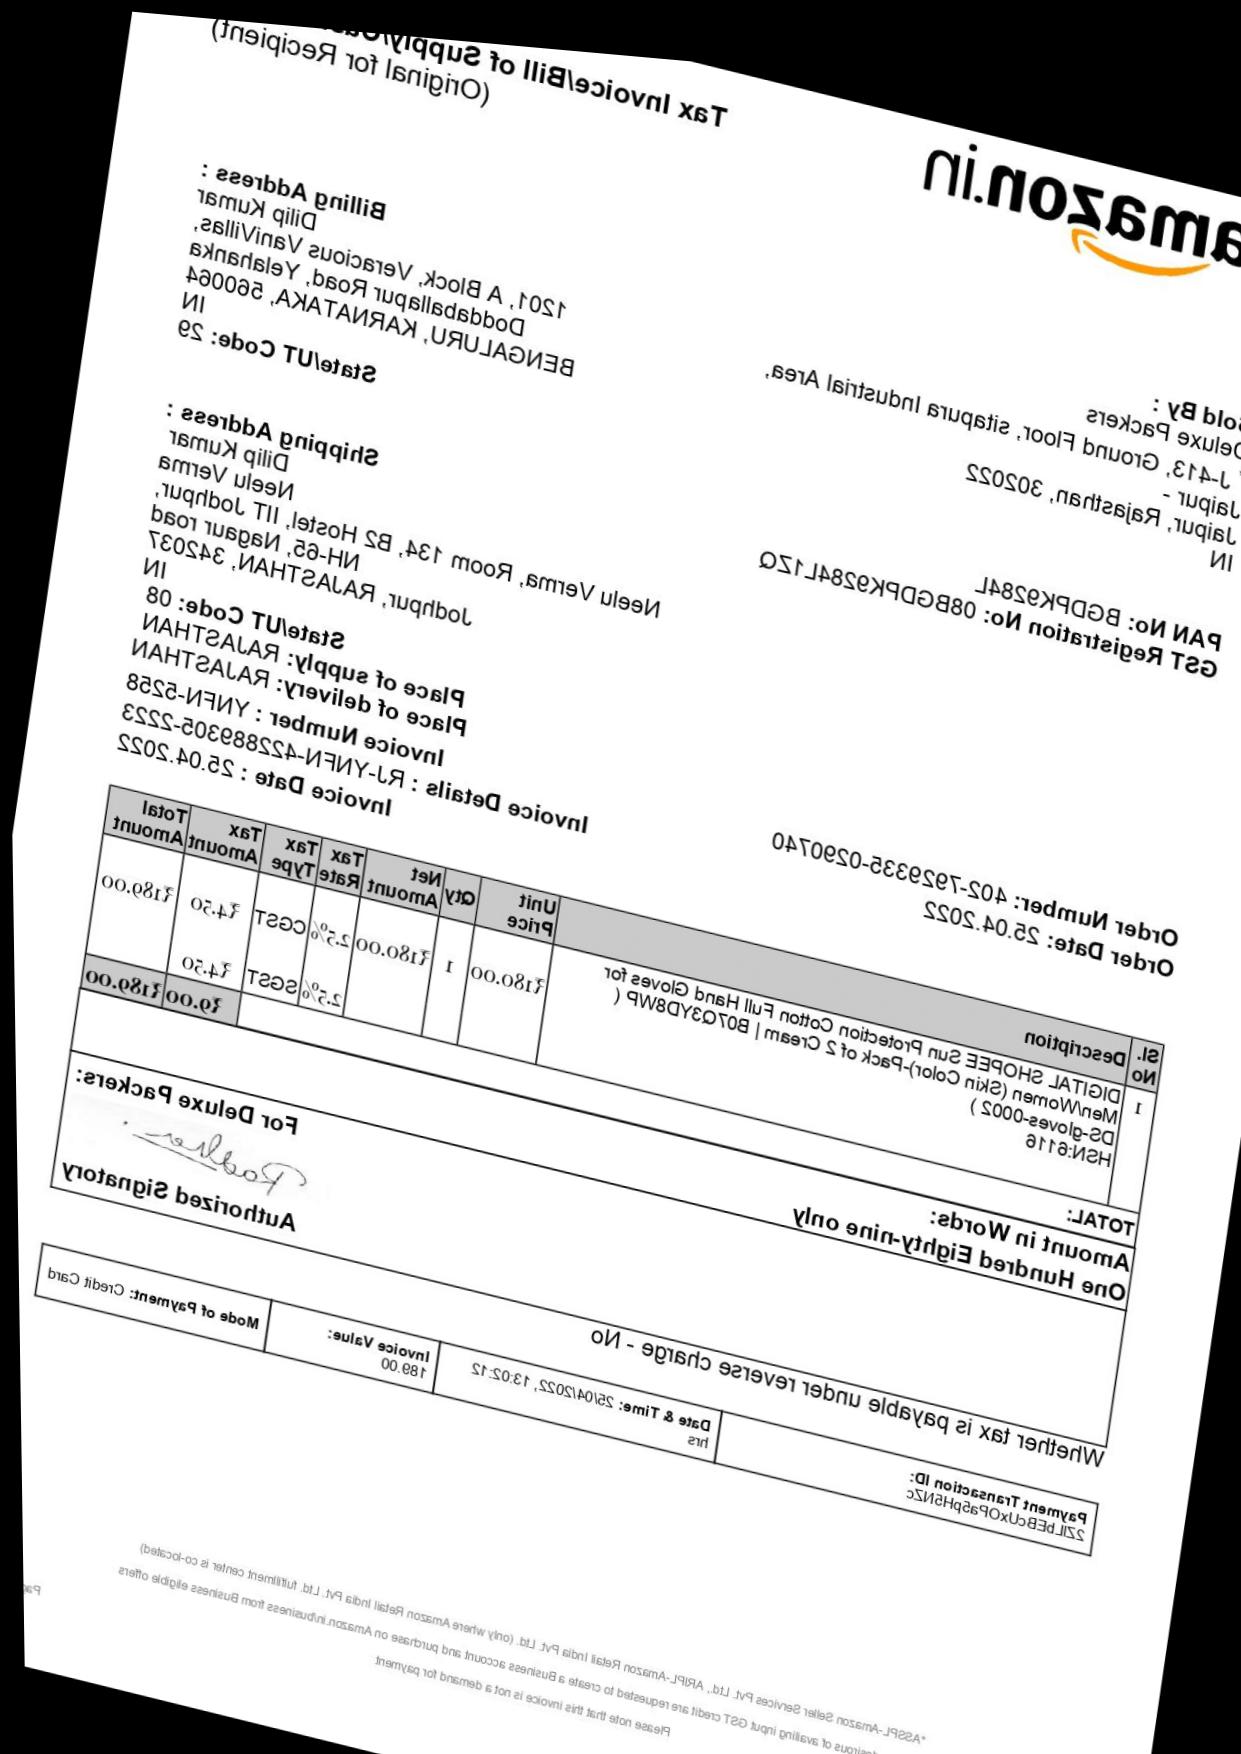 amazon.in
Tax Invoice/Bill of Supply/
(Original for Recipient)
Sold By :
Deluxe Packers
J-413, Ground Floor, sitapura Industrial Area,
Jaipur -
Jaipur, Rajasthan, 302022
IN
PAN No: BGDPK9284L
GST Registration No: 08BGDPK9284L1ZQ
Billing Address :
Dilip Kumar
1201, A Block, Veracious VaniVillas,
Doddaballapur Road, Yelahanka
BENGALURU, KARNATAKA, 560064
IN
State/UT Code: 29
Shipping Address :
Dilip Kumar
Neelu Verma
Neelu Verma, Room 134, B2 Hostel, IIT Jodhpur,
NH-65, Nagaur road
Jodhpur, RAJASTHAN, 342037
IN
State/UT Code: 08
Place of supply: RAJASTHAN
Place of delivery: RAJASTHAN
Order Number: 402-7929335-0290740
Order Date: 25.04.2022
Invoice Number : YNFN-5258
Invoice Details : RJ-YNFN-422889305-2223
Invoice Date : 25.04.2022
Sl. No Description Unit Price Qty Net Amount Tax Rate Tax Type Tax Amount Total Amount
1 DIGITAL SHOPEE Sun Protection Cotton Full Hand Gloves for ₹180.00 1 ₹180.00 2.5% CGST ₹4.50 ₹189.00
Men/Women (Skin Color)-Pack of 2 Cream | B07Q3YD8WP (
DS-gloves-0002 ) 2.5% SGST ₹4.50
HSN:6116
TOTAL: ₹9.00 ₹189.00
Amount in Words:
One Hundred Eighty-nine only
For Deluxe Packers:
Authorized Signatory
Whether tax is payable under reverse charge - No
Payment Transaction ID: Date & Time: 25/04/2022, 13:02:12 Invoice Value: Mode of Payment: Credit Card
2ZlLbEBcUxOPa5pH5NZc hrs 189.00
*ASSPL-Amazon Seller Services Pvt. Ltd., ARIPL-Amazon Retail India Pvt. Ltd. (only where Amazon Retail India Pvt. Ltd. fulfillment center is co-located)
of availing input GST credit are requested to create a Business account and purchase on Amazon.in/business from Business eligible offers
Please note that this invoice is not a demand for payment